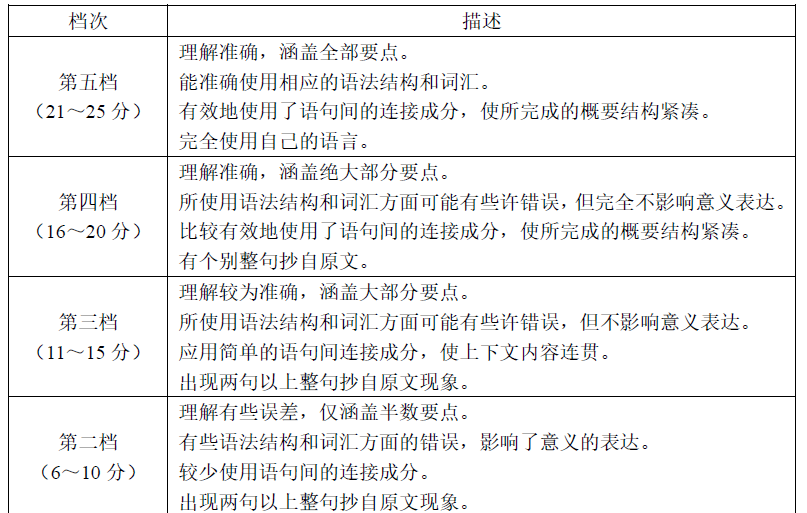 档次 描述
第五档
（21～25 分）
理解准确，涵盖全部要点。
能准确使用相应的语法结构和词汇。
有效地使用了语句间的连接成分，使所完成的概要结构紧凑。
完全使用自己的语言。
第四档
（16～20 分）
理解准确，涵盖绝大部分要点。
所使用语法结构和词汇方面可能有些许错误，但完全不影响意义表达。
比较有效地使用了语句间的连接成分，使所完成的概要结构紧凑。
有个别整句抄自原文。
第三档
（11～15 分）
理解较为准确，涵盖大部分要点。
所使用语法结构和词汇方面可能有些许错误，但不影响意义表达。
应用简单的语句间连接成分，使上下文内容连贯。
出现两句以上整句抄自原文现象。
第二档
（6～10 分）
理解有些误差，仅涵盖半数要点。
有些语法结构和词汇方面的错误，影响了意义的表达。
较少使用语句间的连接成分。
出现两句以上整句抄自原文现象。